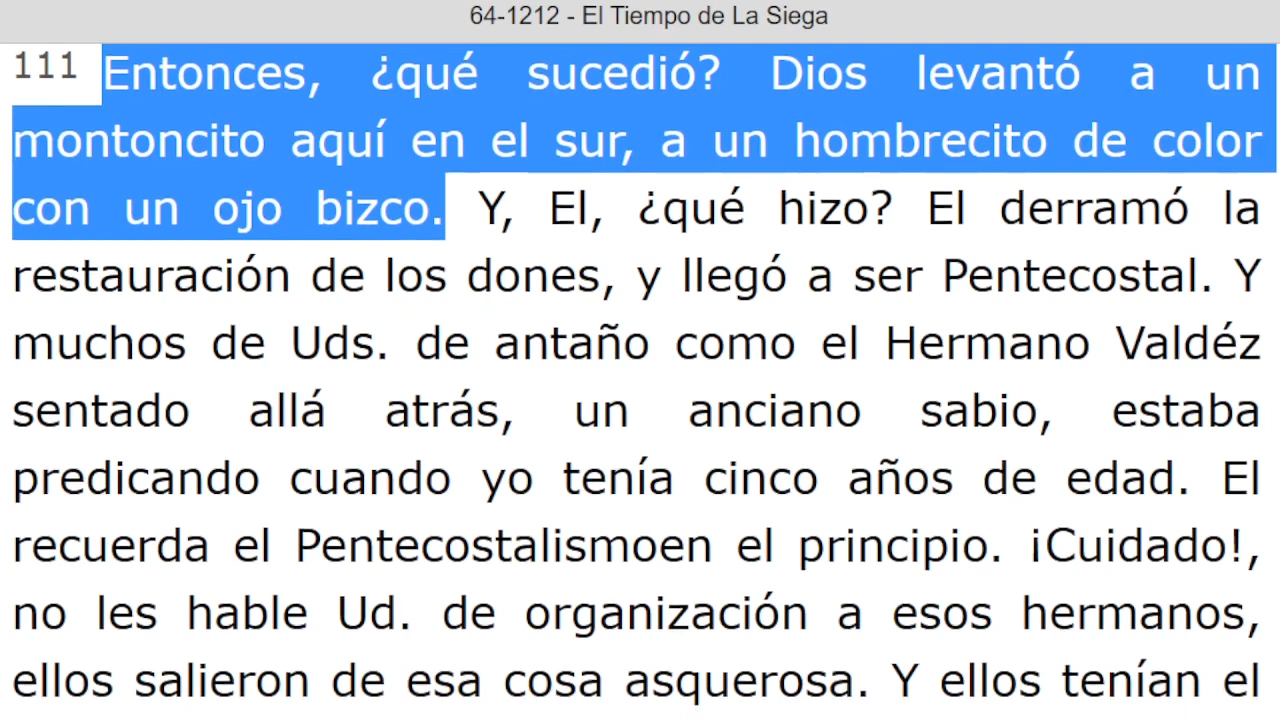 64-1212 - El Tiempo de La Siega
111 Entonces, ¿qué sucedió? Dios levantó a un
montoncito aquí en el sur, a un hombrecito de color
con un ojo bizco. Y, El, ¿qué hizo? El derramó la
restauración de los dones, y llegó a ser Pentecostal. Y
muchos de Uds. de antaño como el Hermano Valdéz
sentado allá atrás, un anciano sabio, estaba
predicando cuando yo tenía cinco años de edad. El
recuerda el Pentecostalismoen el principio. ¡Cuidado!,
no les hable Ud. de organización a esos hermanos,
ellos salieron de esa cosa asquerosa. Y ellos tenían el